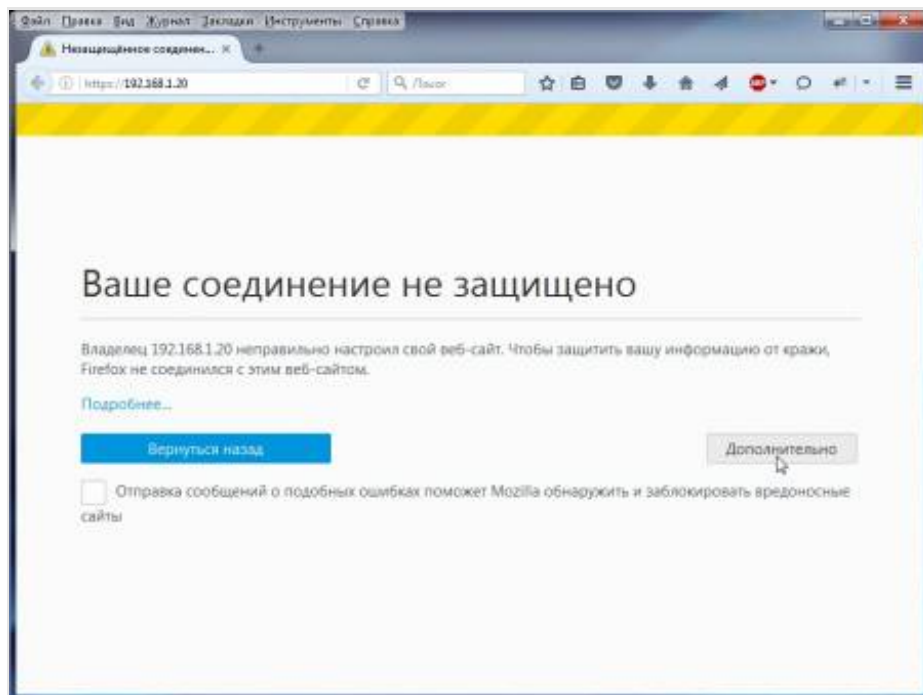 Файл Правка Вид Журнал Закладки Инструменты Справка
Незащищённое соединен...
https://192.168.1.20
Поиск
ABP
Ваше соединение не защищено
Владелец 192.168.1.20 неправильно настроил свой веб-сайт. Чтобы защитить вашу информацию от кражи,
Firefox не соединился с этим веб-сайтом.
Подробнее...
Вернуться назад
Дополнительно
Отправка сообщений о подобных ошибках поможет Mozilla обнаружить и заблокировать вредоносные
сайты